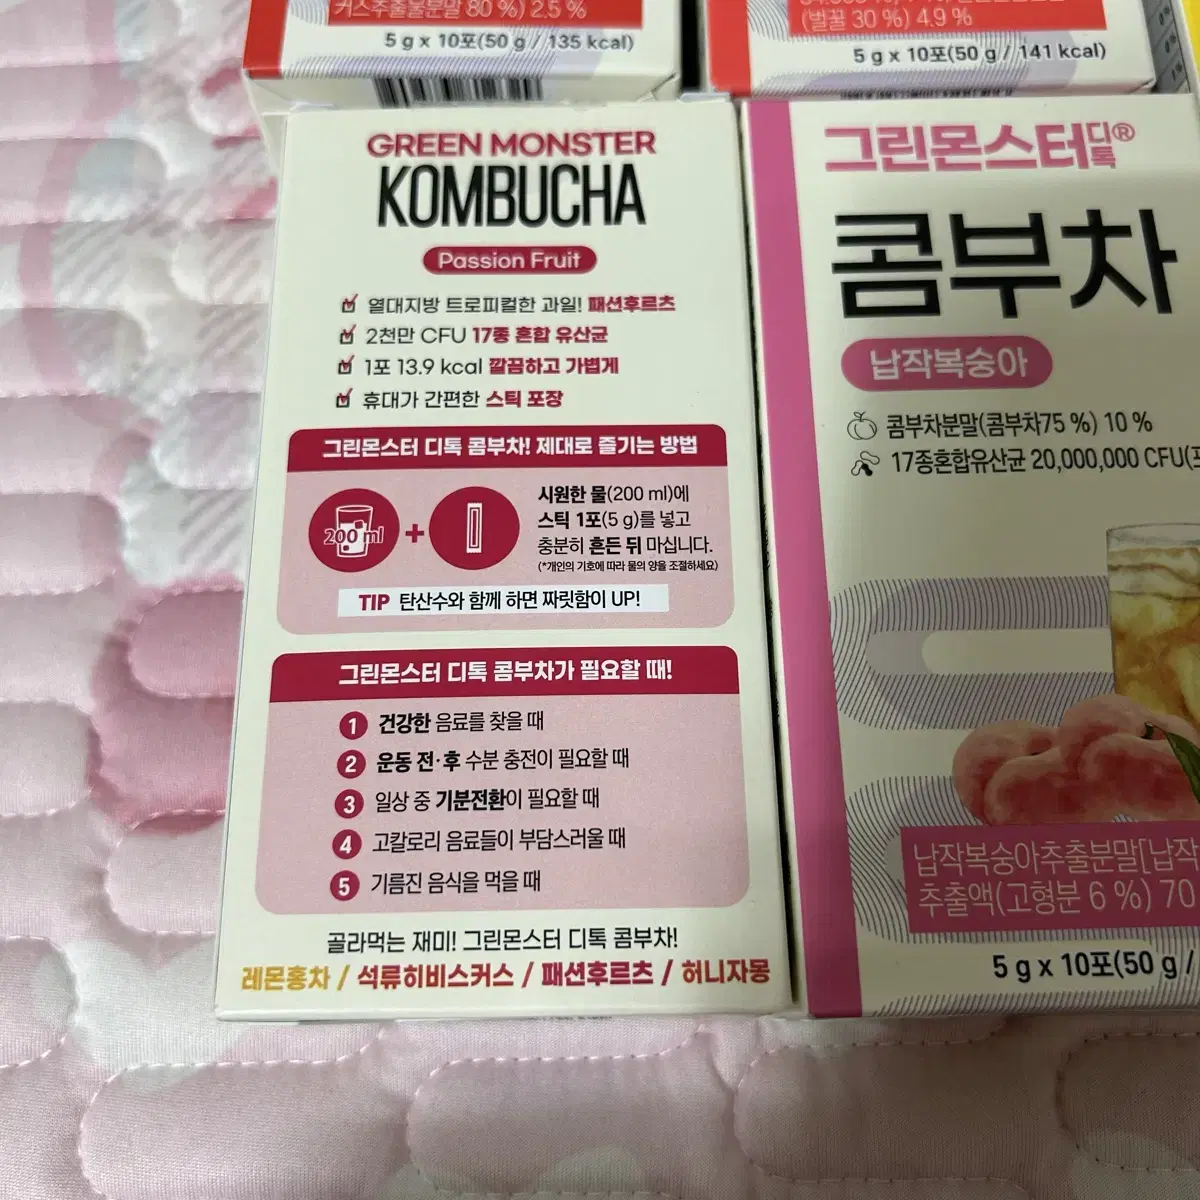 커스추출물분말 80 %) 2.5 %
5 g x 10포(50 g / 135 kcal)
(벌꿀 30 %) 4.9 %
5 g x 10포(50 g / 141 kcal)
GREEN MONSTER
KOMBUCHA
Passion Fruit
열대지방 트로피컬한 과일! 패션후르츠
2천만 CFU 17종 혼합 유산균
1포 13.9 kcal 깔끔하고 가볍게
휴대가 간편한 스틱 포장
그린몬스터 디톡 콤부차! 제대로 즐기는 방법
200 ml
+
시원한 물(200 ml)에
스틱 1포(5 g)를 넣고
충분히 흔든 뒤 마십니다.
(*개인의 기호에 따라 물의 양을 조절하세요)
TIP 탄산수와 함께 하면 짜릿함이 UP!
그린몬스터 디톡 콤부차가 필요할 때!
1 건강한 음료를 찾을 때
2 운동 전·후 수분 충전이 필요할 때
3 일상 중 기분전환이 필요할 때
4 고칼로리 음료들이 부담스러울 때
5 기름진 음식을 먹을 때
골라먹는 재미! 그린몬스터 디톡 콤부차!
레몬홍차 / 석류히비스커스 / 패션후르츠 / 허니자몽
그린몬스터디톡®
콤부차
납작복숭아
콤부차분말(콤부차75 %) 10 %
17종혼합유산균 20,000,000 CFU(
납작복숭아추출분말[납작
추출액(고형분 6 %) 70
5 g x 10포(50 g /